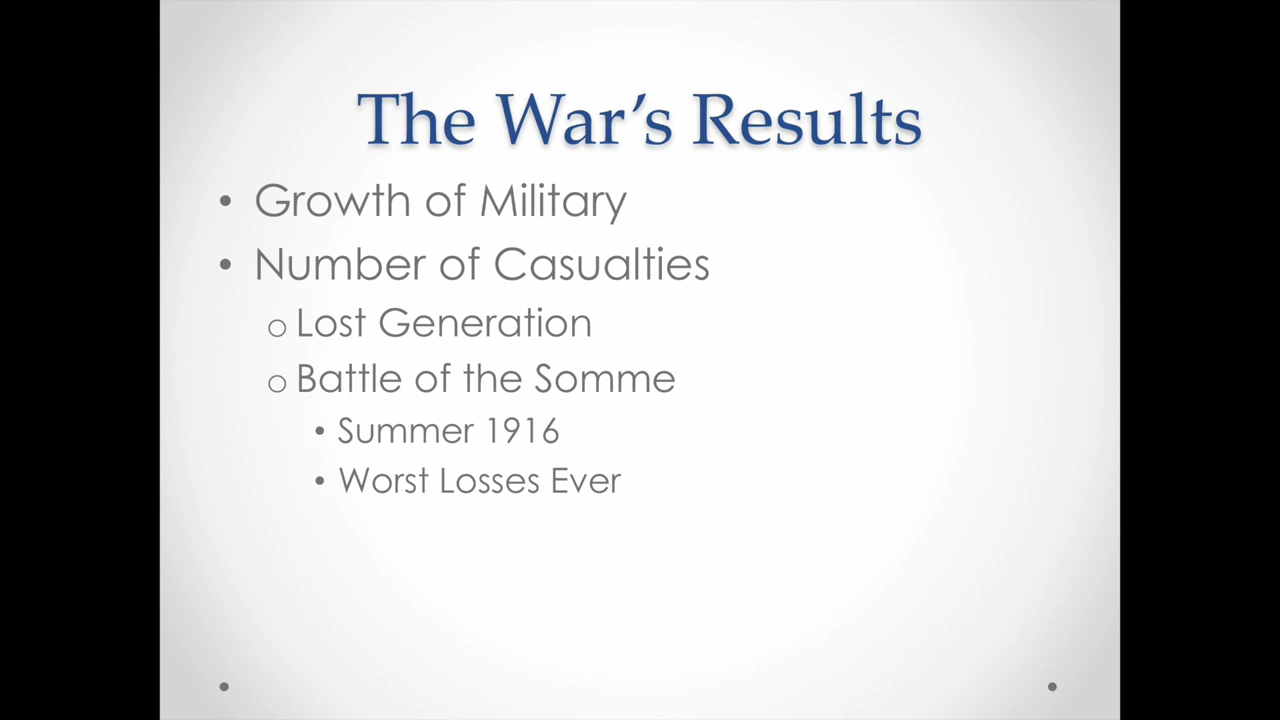 The War’s Results
• Growth of Military
• Number of Casualties
o Lost Generation
o Battle of the Somme
• Summer 1916
• Worst Losses Ever